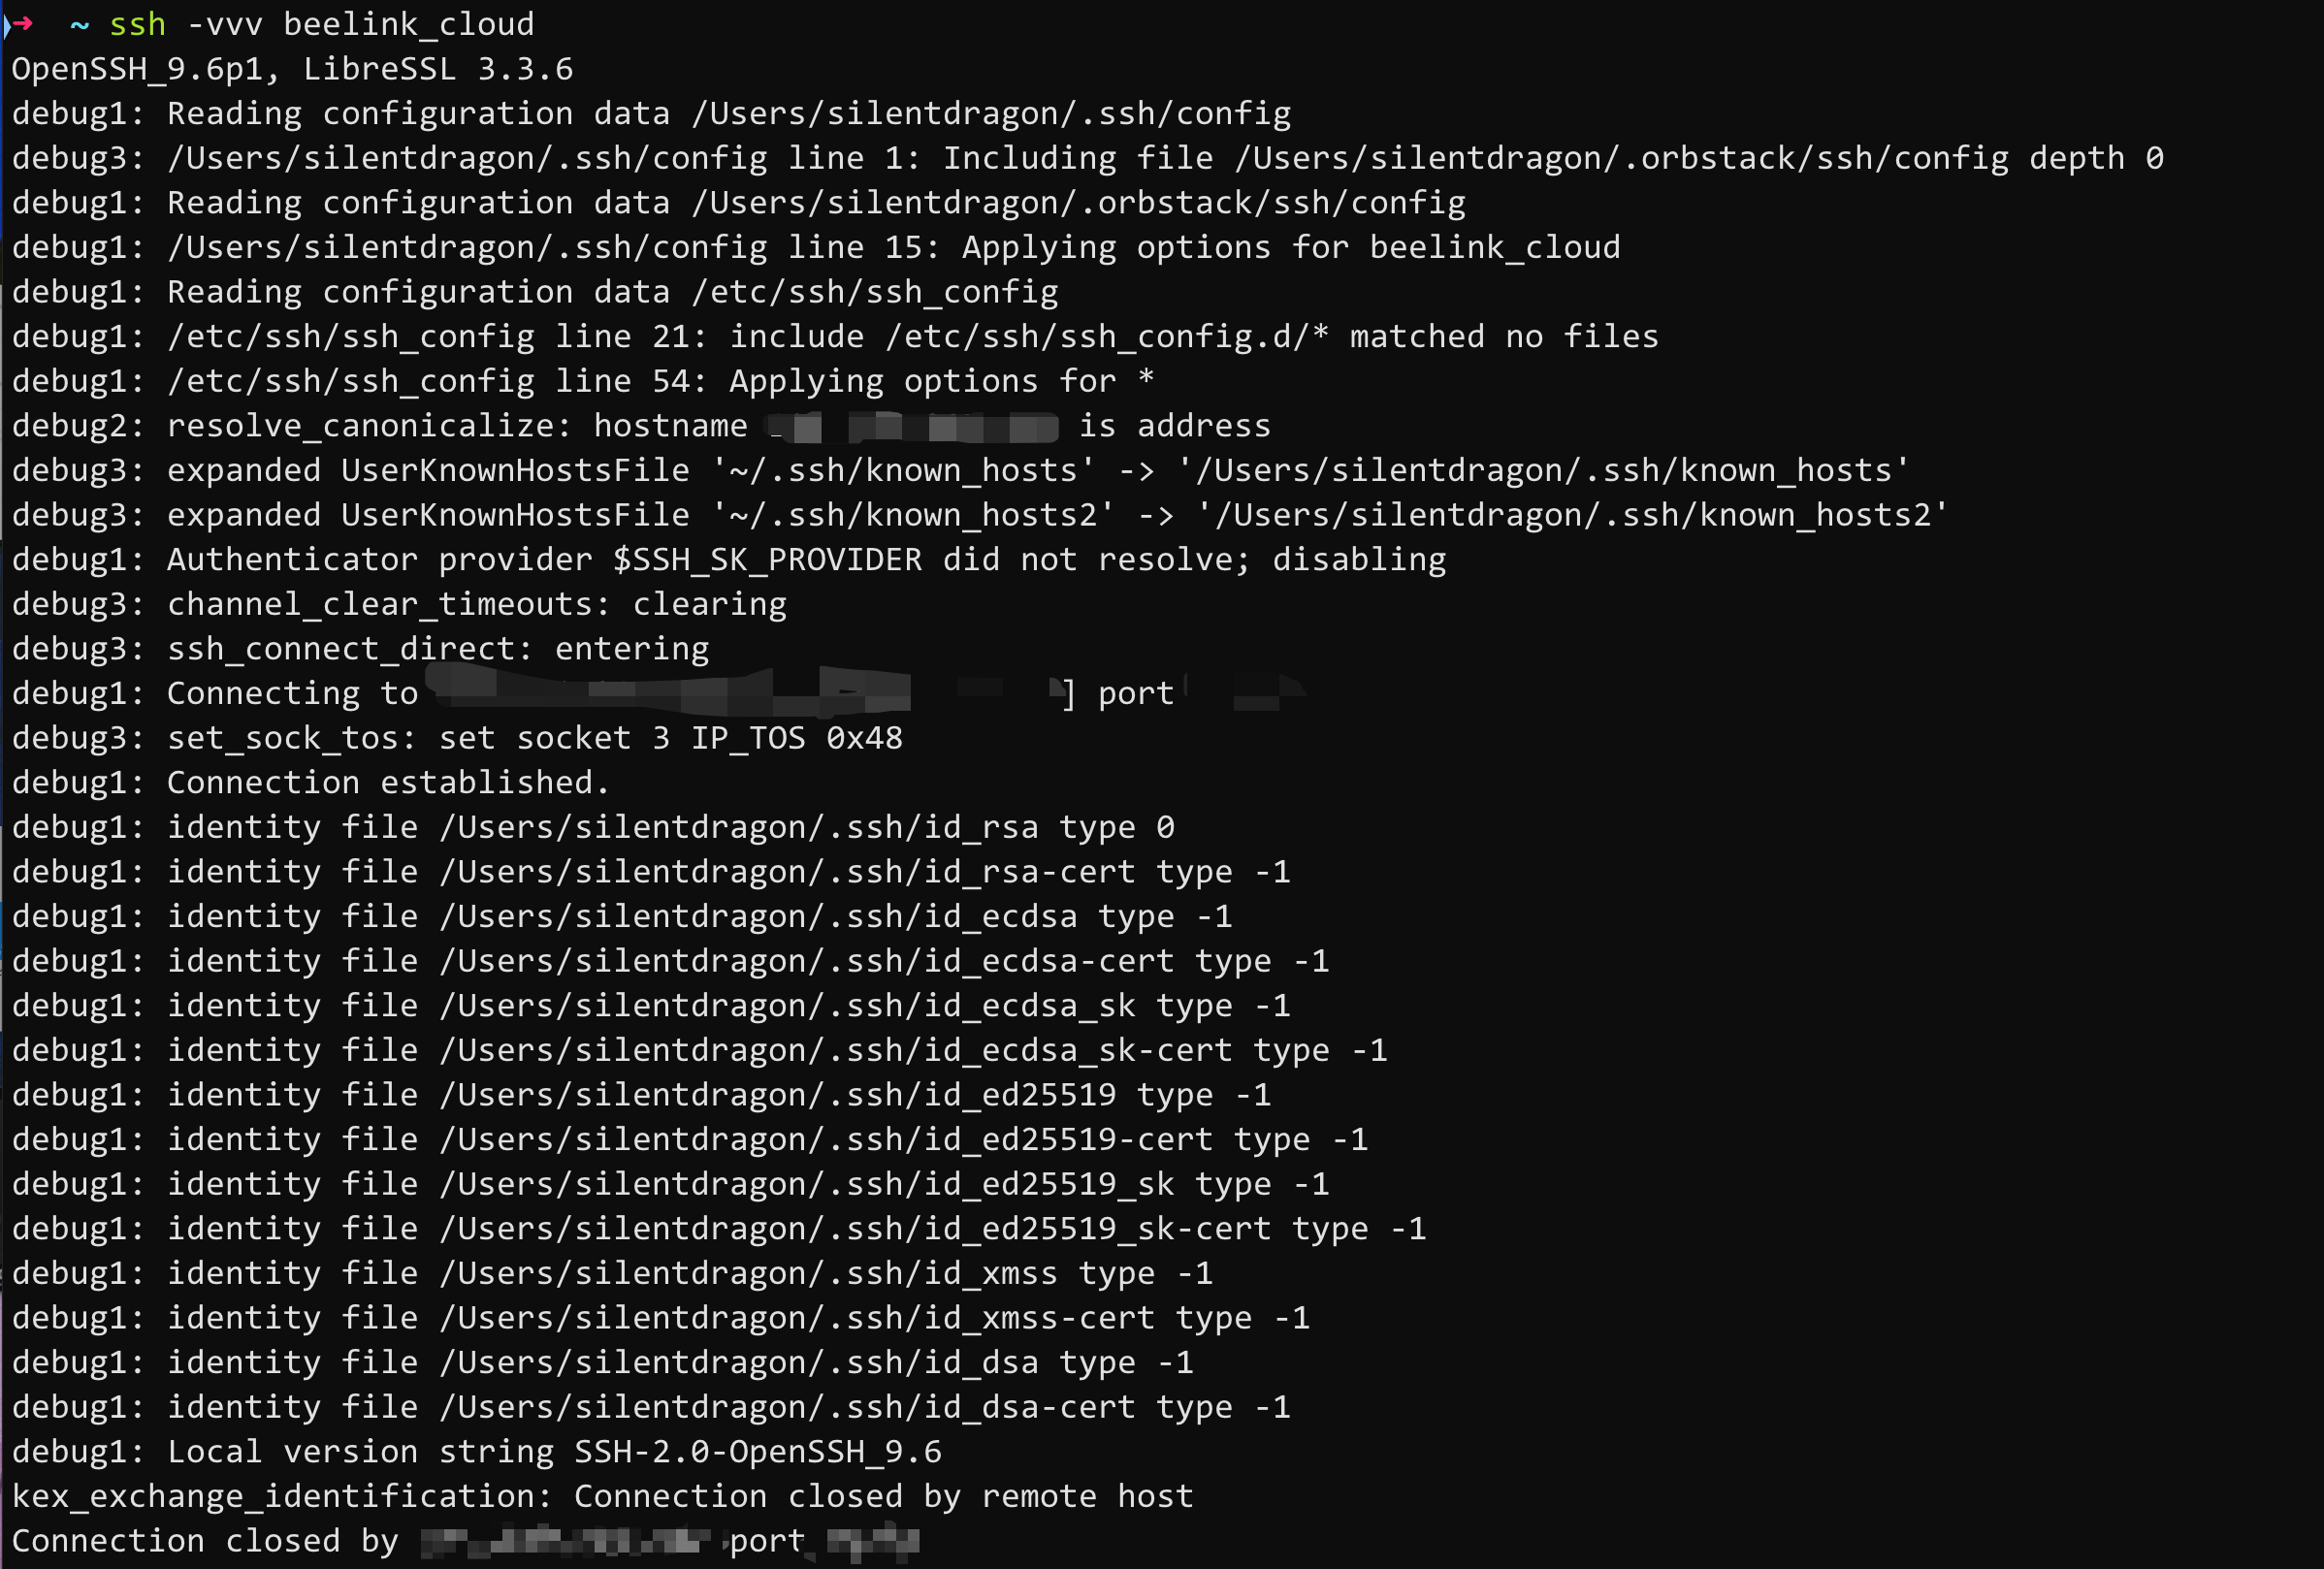 ➜ ~ ssh -vvv beelink_cloud
OpenSSH_9.6p1, LibreSSL 3.3.6
debug1: Reading configuration data /Users/silentdragon/.ssh/config
debug3: /Users/silentdragon/.ssh/config line 1: Including file /Users/silentdragon/.orbstack/ssh/config depth 0
debug1: Reading configuration data /Users/silentdragon/.orbstack/ssh/config
debug1: /Users/silentdragon/.ssh/config line 15: Applying options for beelink_cloud
debug1: Reading configuration data /etc/ssh/ssh_config
debug1: /etc/ssh/ssh_config line 21: include /etc/ssh/ssh_config.d/* matched no files
debug1: /etc/ssh/ssh_config line 54: Applying options for *
debug2: resolve_canonicalize: hostname is address
debug3: expanded UserKnownHostsFile '~/.ssh/known_hosts' -> '/Users/silentdragon/.ssh/known_hosts'
debug3: expanded UserKnownHostsFile '~/.ssh/known_hosts2' -> '/Users/silentdragon/.ssh/known_hosts2'
debug1: Authenticator provider $SSH_SK_PROVIDER did not resolve; disabling
debug3: channel_clear_timeouts: clearing
debug3: ssh_connect_direct: entering
debug1: Connecting to ] port
debug3: set_sock_tos: set socket 3 IP_TOS 0x48
debug1: Connection established.
debug1: identity file /Users/silentdragon/.ssh/id_rsa type 0
debug1: identity file /Users/silentdragon/.ssh/id_rsa-cert type -1
debug1: identity file /Users/silentdragon/.ssh/id_ecdsa type -1
debug1: identity file /Users/silentdragon/.ssh/id_ecdsa-cert type -1
debug1: identity file /Users/silentdragon/.ssh/id_ecdsa_sk type -1
debug1: identity file /Users/silentdragon/.ssh/id_ecdsa_sk-cert type -1
debug1: identity file /Users/silentdragon/.ssh/id_ed25519 type -1
debug1: identity file /Users/silentdragon/.ssh/id_ed25519-cert type -1
debug1: identity file /Users/silentdragon/.ssh/id_ed25519_sk type -1
debug1: identity file /Users/silentdragon/.ssh/id_ed25519_sk-cert type -1
debug1: identity file /Users/silentdragon/.ssh/id_xmss type -1
debug1: identity file /Users/silentdragon/.ssh/id_xmss-cert type -1
debug1: identity file /Users/silentdragon/.ssh/id_dsa type -1
debug1: identity file /Users/silentdragon/.ssh/id_dsa-cert type -1
debug1: Local version string SSH-2.0-OpenSSH_9.6
kex_exchange_identification: Connection closed by remote host
Connection closed by port